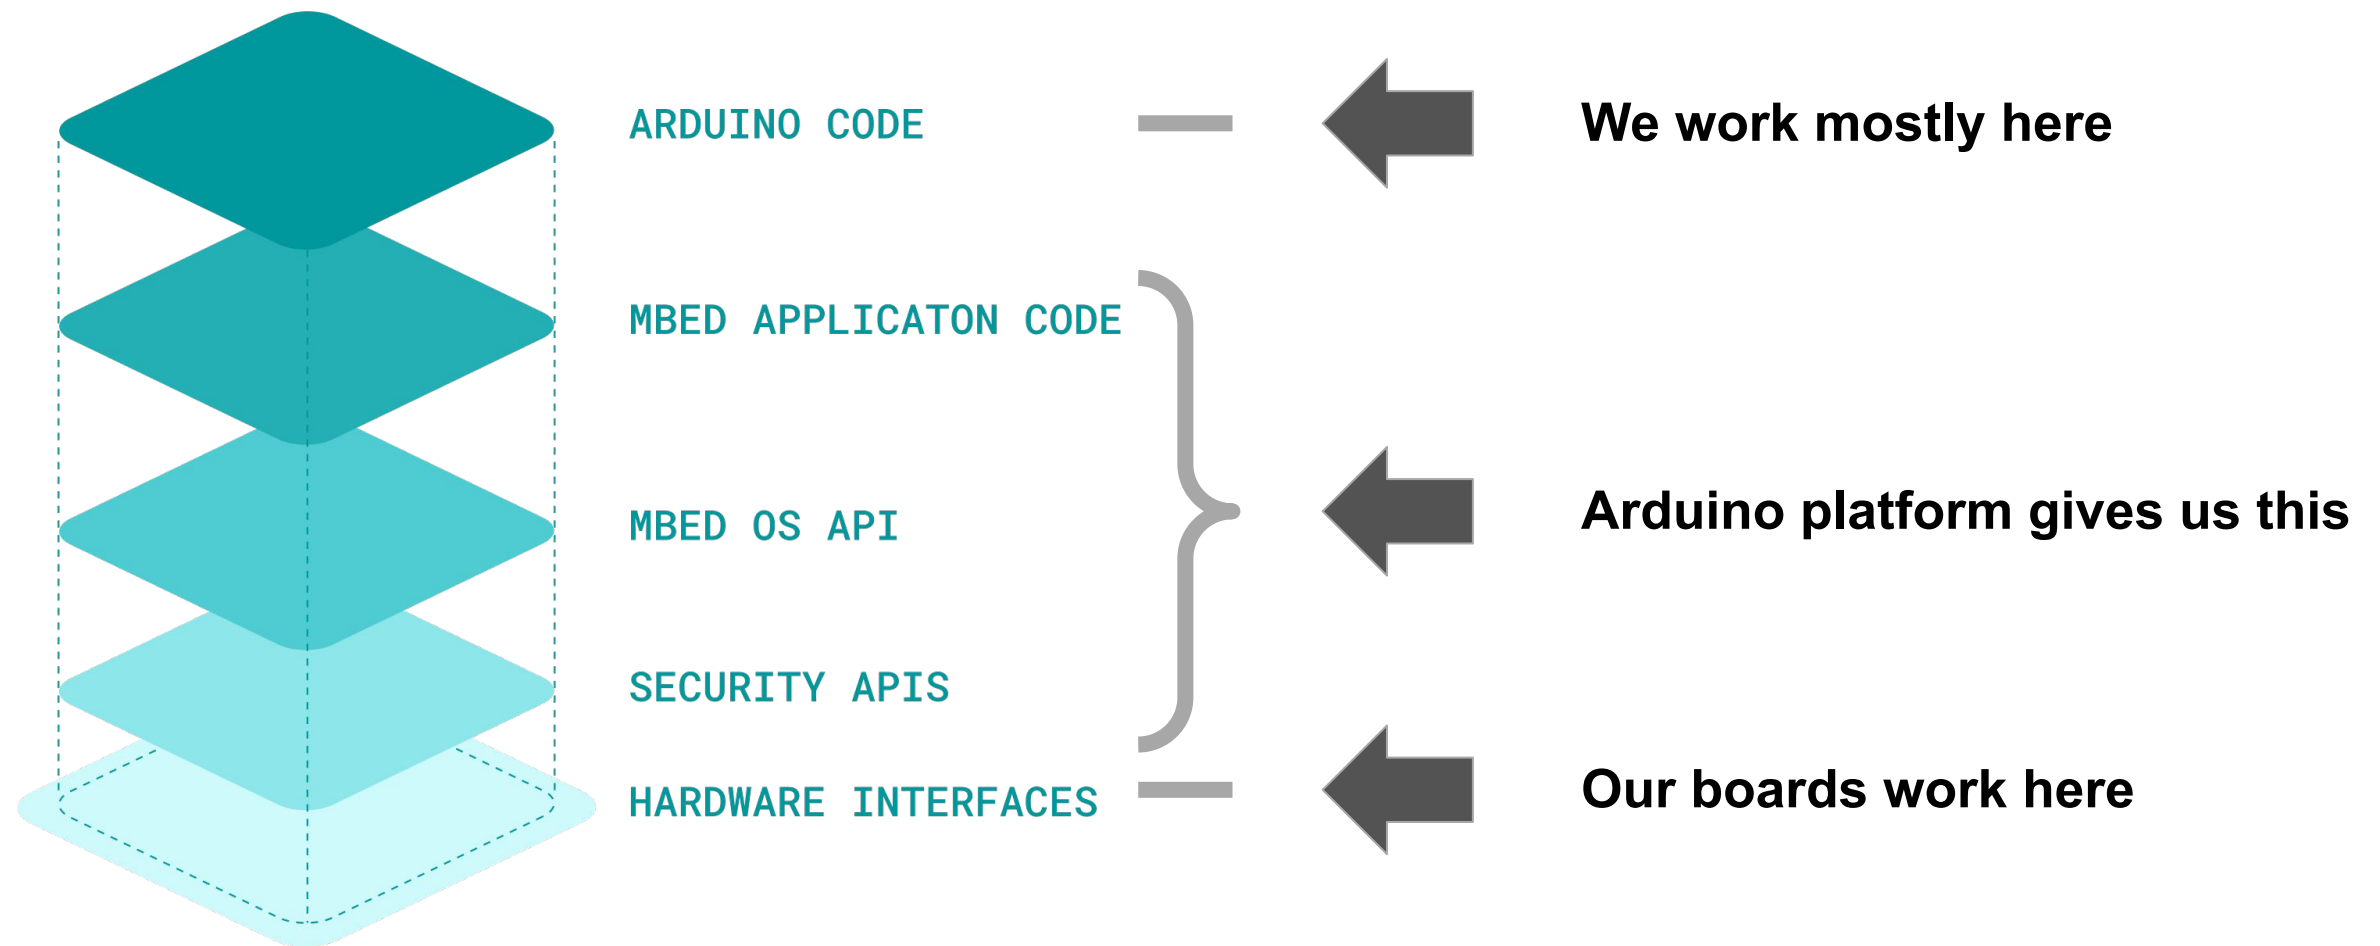 ARDUINO CODE
We work mostly here
MBED APPLICATON CODE
MBED OS API
Arduino platform gives us this
SECURITY APIS
HARDWARE INTERFACES
Our boards work here